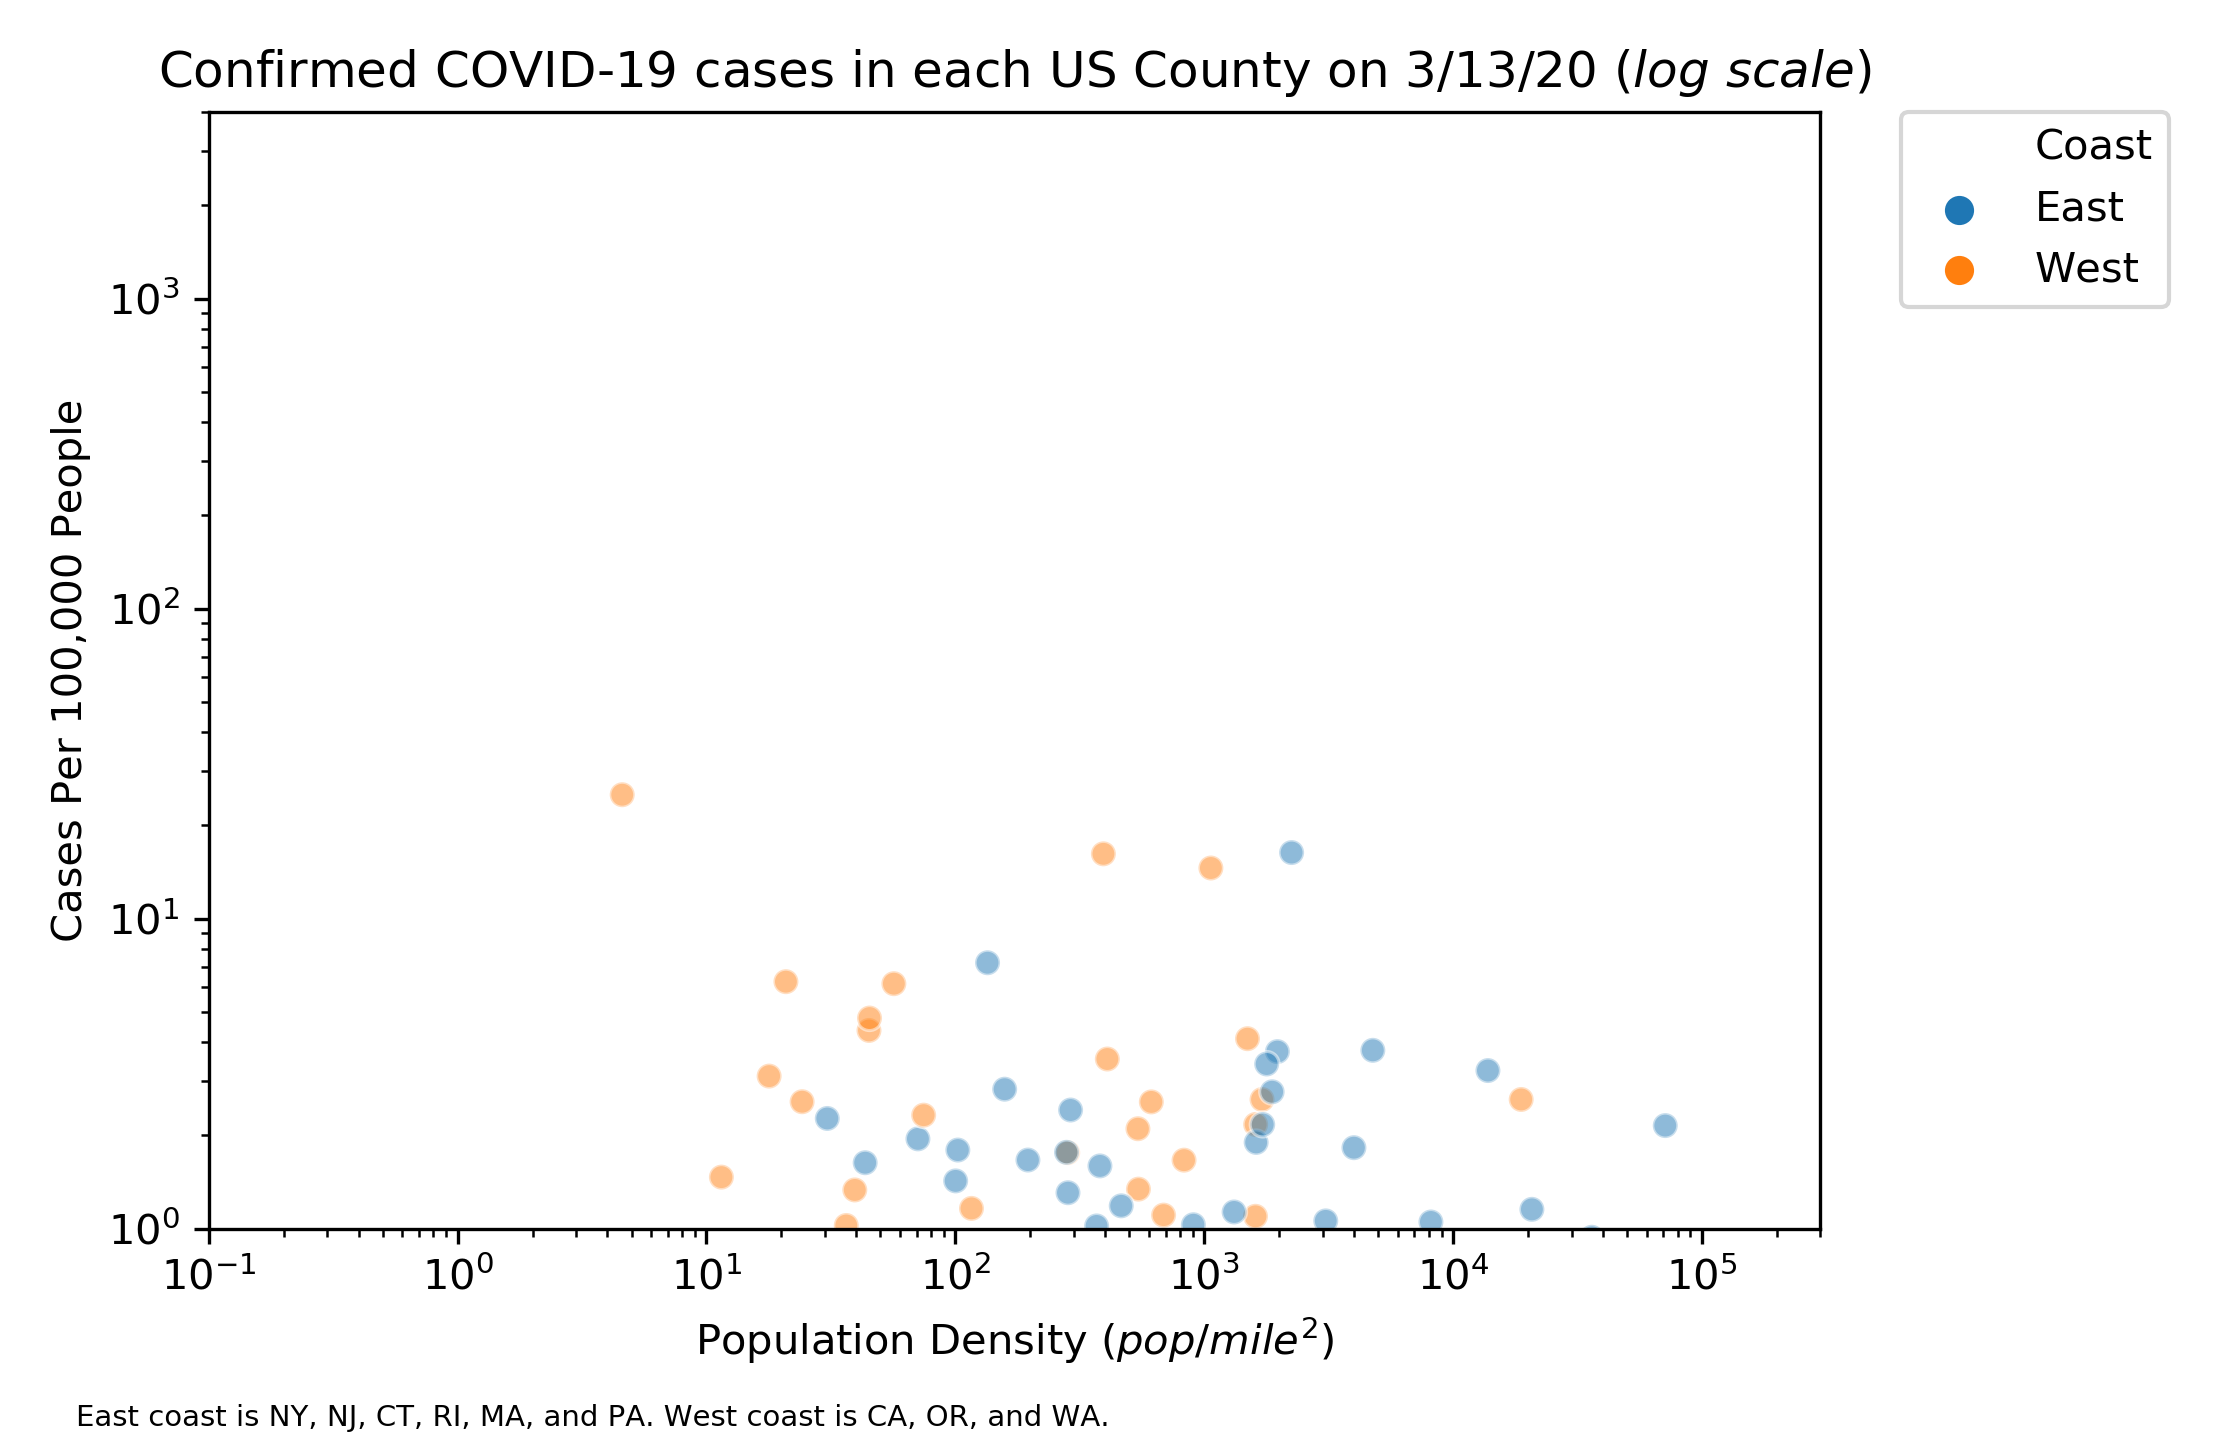 Confirmed COVID-19 cases in each US County on 3/13/20 (log scale)
Coast
East
West
10³
10²
10¹
10⁰
Cases Per 100,000 People
10⁻¹ 10⁰ 10¹ 10² 10³ 10⁴ 10⁵
Population Density (pop/mile²)
East coast is NY, NJ, CT, RI, MA, and PA. West coast is CA, OR, and WA.